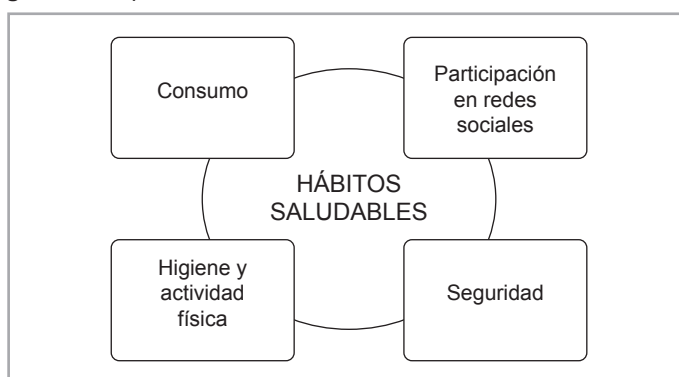 Consumo
Participación
en redes
sociales
HÁBITOS
SALUDABLES
Higiene y
actividad
física
Seguridad